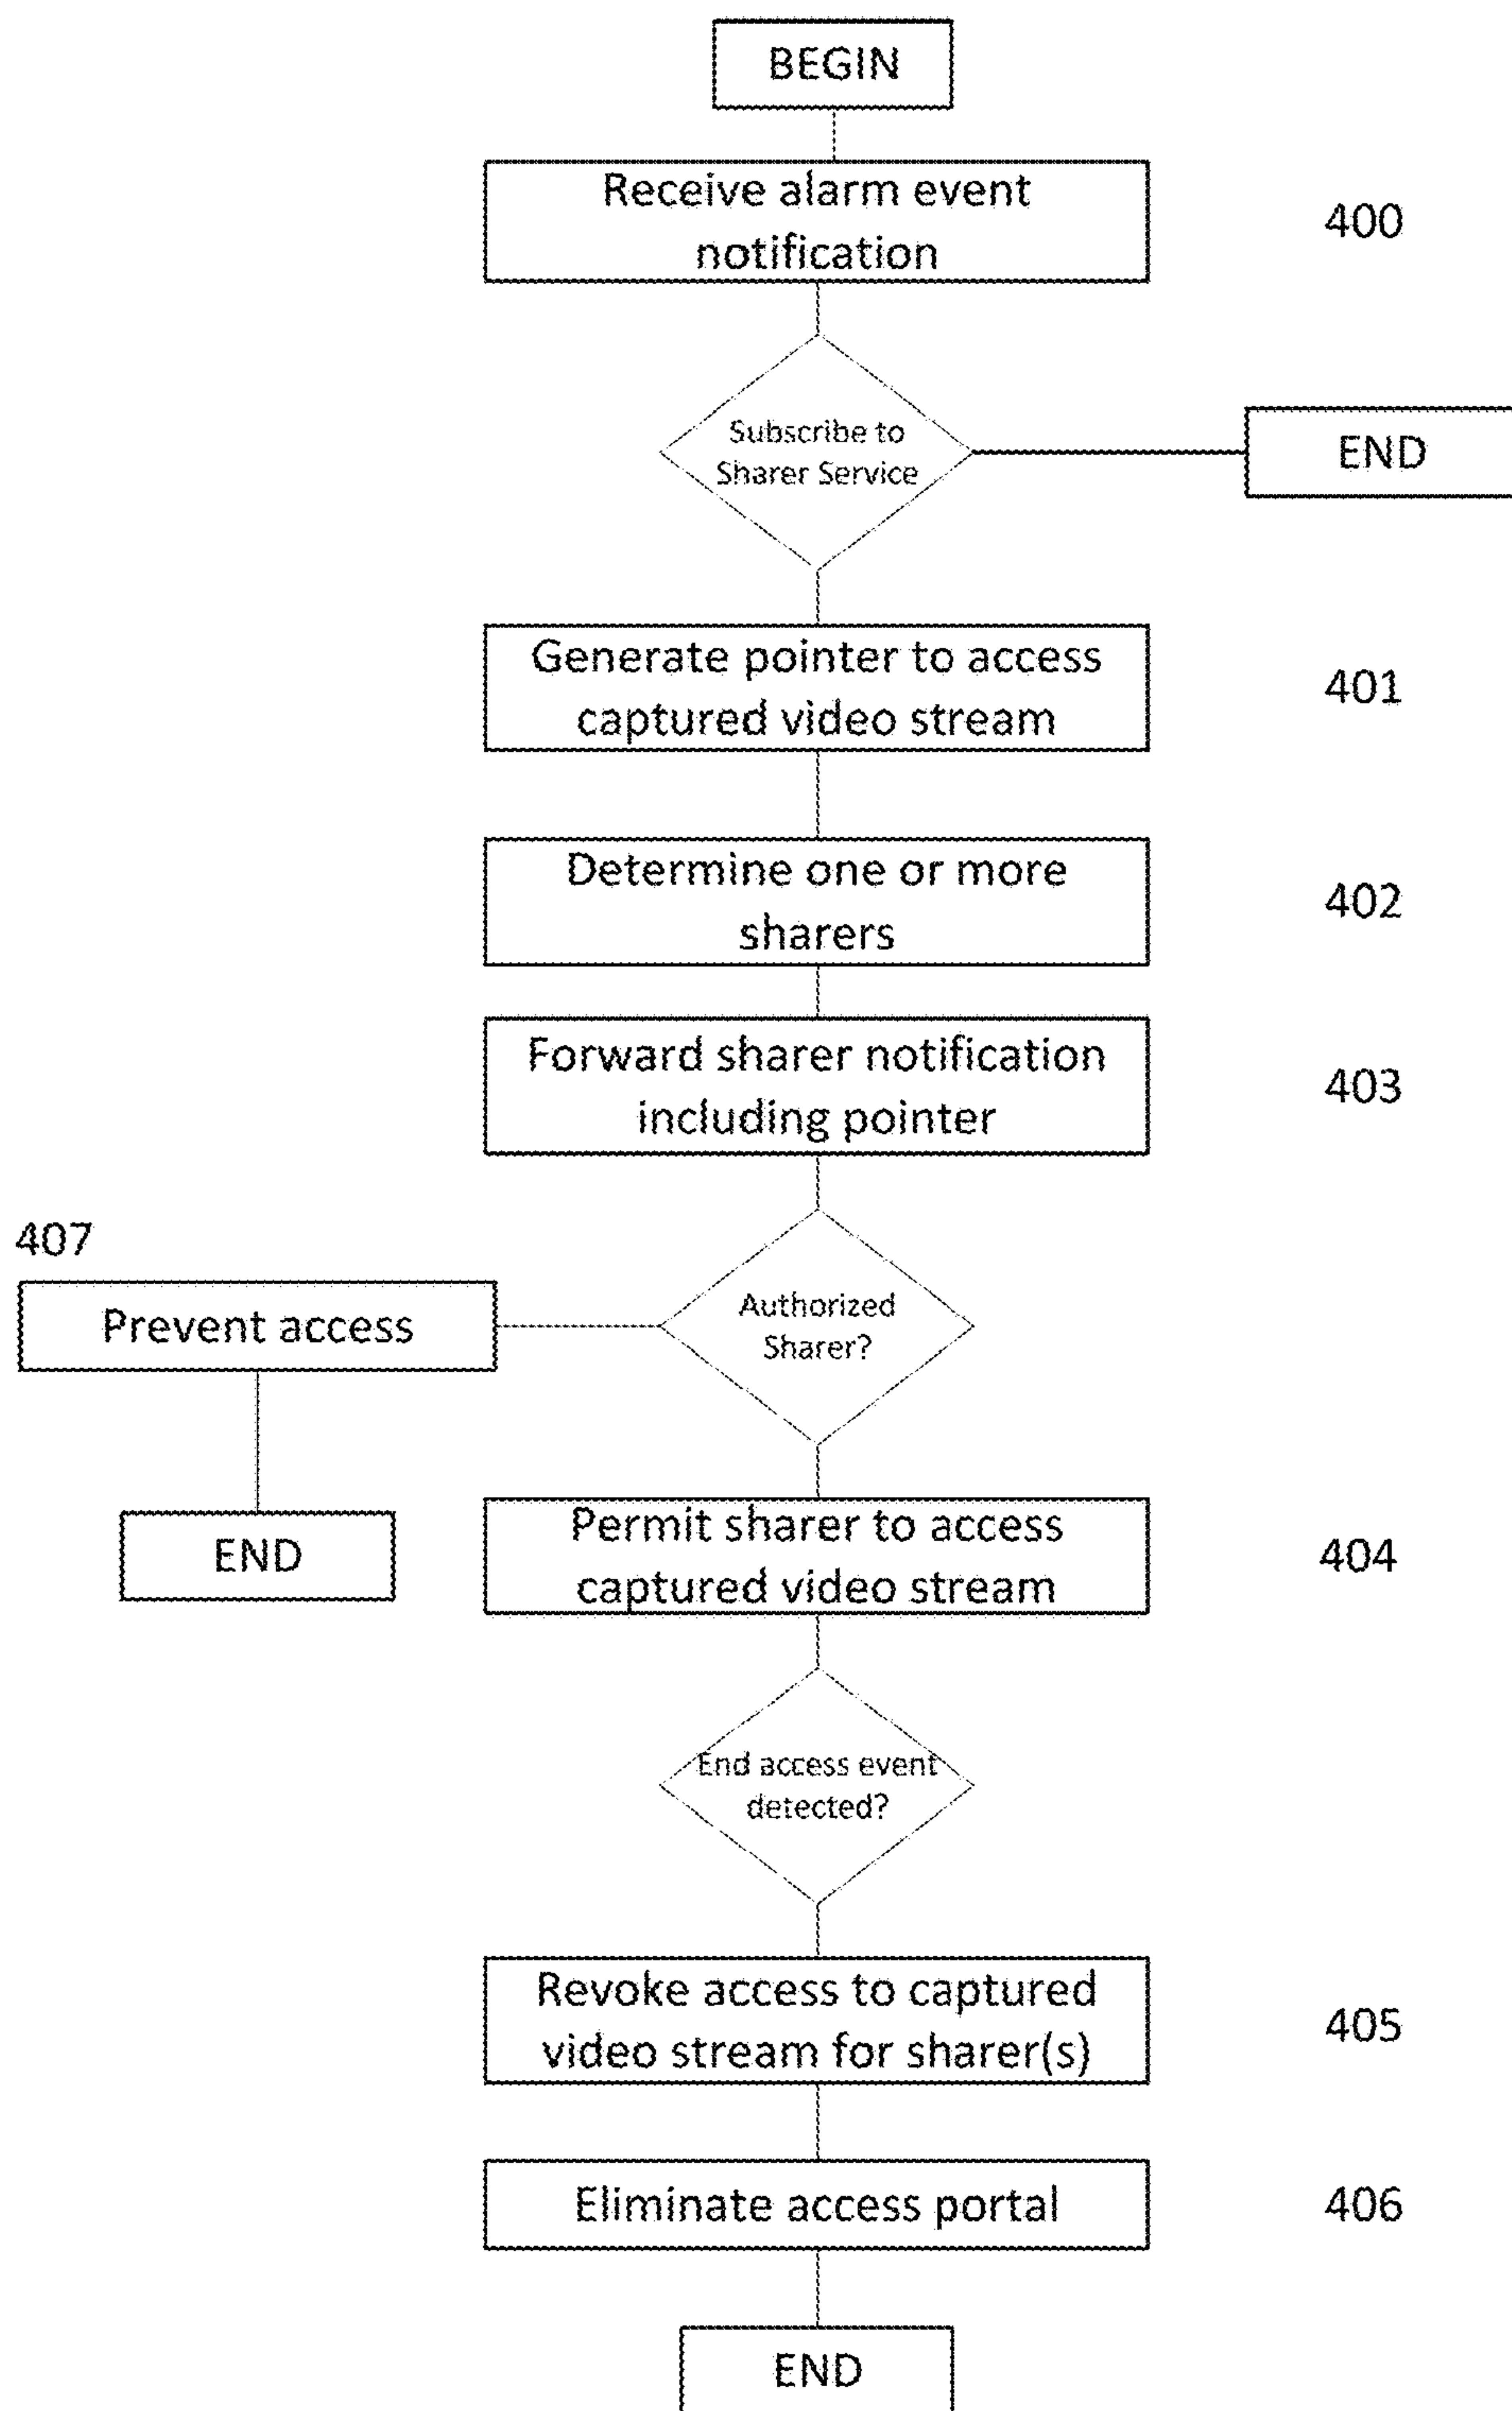 BEGIN
Receive alarm event
notification
400
Subscribe to
Sharer Service
END
Generate pointer to access
captured video stream
401
Determine one or more
sharers
402
Forward sharer notification
including pointer
403
407
Prevent access
Authorized
Sharer?
END
Permit sharer to access
captured video stream
404
End access event
detected?
Revoke access to captured
video stream for sharer(s)
405
Eliminate access portal
406
END